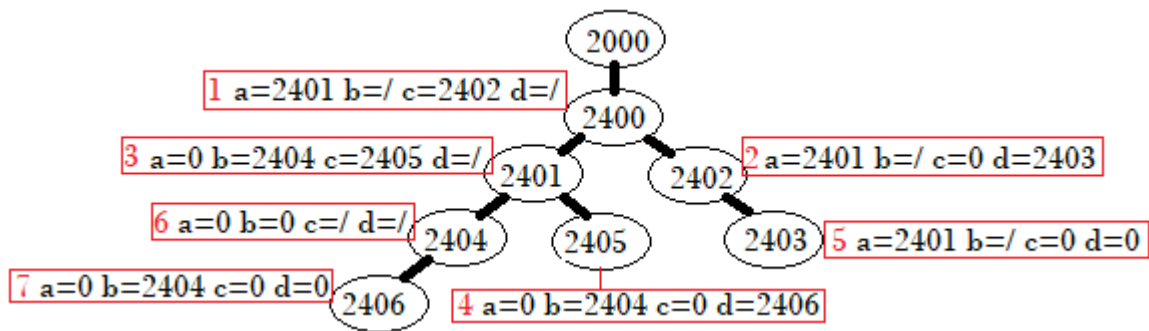 2000
1 a=2401 b=/ c=2402 d=/
2400
3 a=0 b=2404 c=2405 d=/
2401
2402
2 a=2401 b=/ c=0 d=2403
6 a=0 b=0 c=/ d=/
2404
2405
2403
5 a=2401 b=/ c=0 d=0
7 a=0 b=2404 c=0 d=0
2406
4 a=0 b=2404 c=0 d=2406